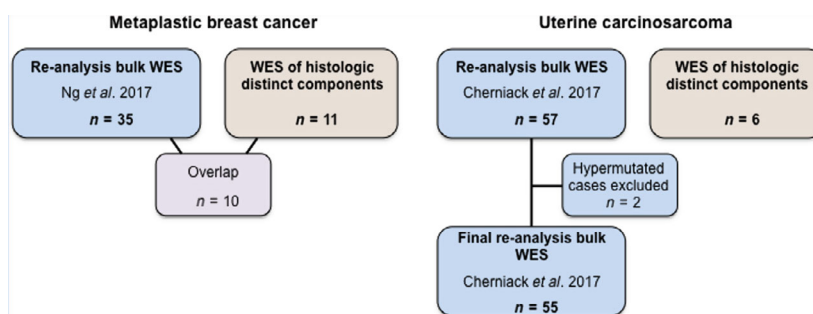 Metaplastic breast cancer
Uterine carcinosarcoma
Re-analysis bulk WES
Ng et al. 2017
n = 35
WES of histologic
distinct components
n = 11
Overlap
n = 10
Re-analysis bulk WES
Cherniack et al. 2017
n = 57
WES of histologic
distinct components
n = 6
Hypermutated
cases excluded
n = 2
Final re-analysis bulk
WES
Cherniack et al. 2017
n = 55